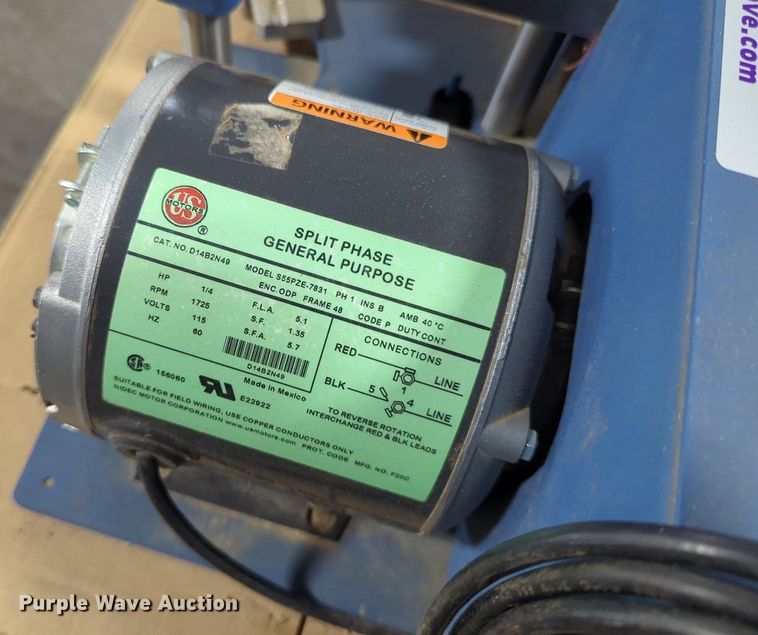 ve.com
WARNING
US
MOTORS
®
SPLIT PHASE
GENERAL PURPOSE
CAT. NO. D14B2N49 MODEL S55PZE-7831 PH 1 INS B AMB 40 °C
ENC. ODP FRAME 48 CODE P DUTY CONT
HP 1/4 F.L.A. 5.1
RPM 1725 S.F. 1.35
VOLTS 115 S.F.A. 5.7
HZ 60
D14B2N49
Made in Mexico
CONNECTIONS
RED LINE
1
BLK 5 4 LINE
TO REVERSE ROTATION
INTERCHANGE RED & BLK LEADS
156060 E22922
SUITABLE FOR FIELD WIRING, USE COPPER CONDUCTORS ONLY
NIDEC MOTOR CORPORATION www.usmotors.com PROT. CODE MFG. NO. F20C
Purple Wave Auction